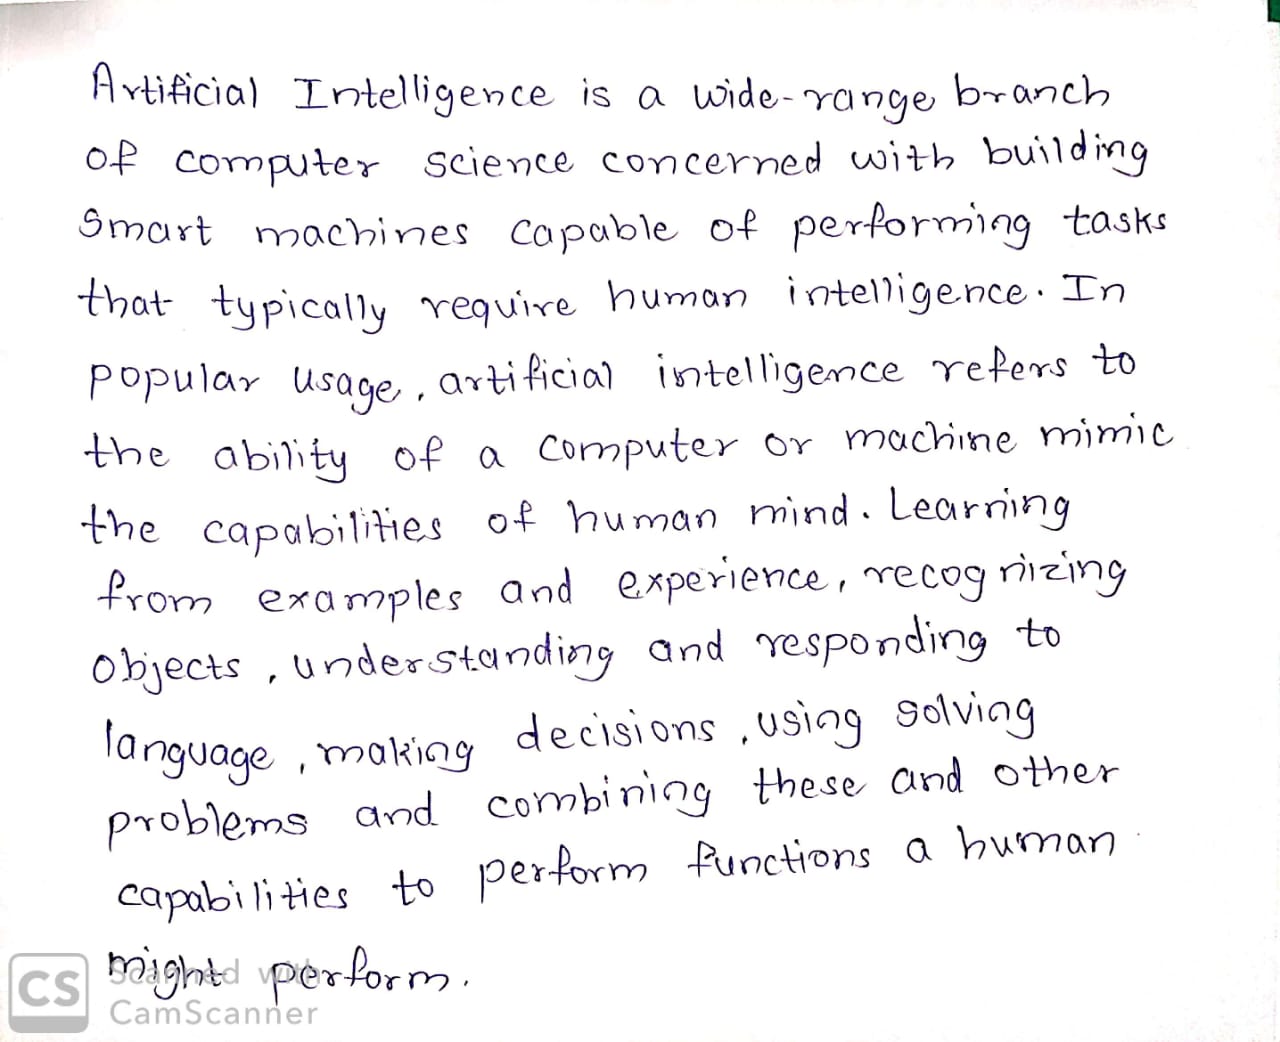 Artificial Intelligence is a wide-range branch
of computer science concerned with building
Smart machines capable of performing tasks
that typically require human intelligence. In
popular usage, artificial intelligence refers to
the ability of a computer or machine mimic
the capabilities of human mind. Learning
from examples and experience, recognizing
objects, understanding and responding to
language, making decisions, using solving
problems and combining these and other
capabilities to perform functions a human
might perform.
CS Scanned with
CamScanner